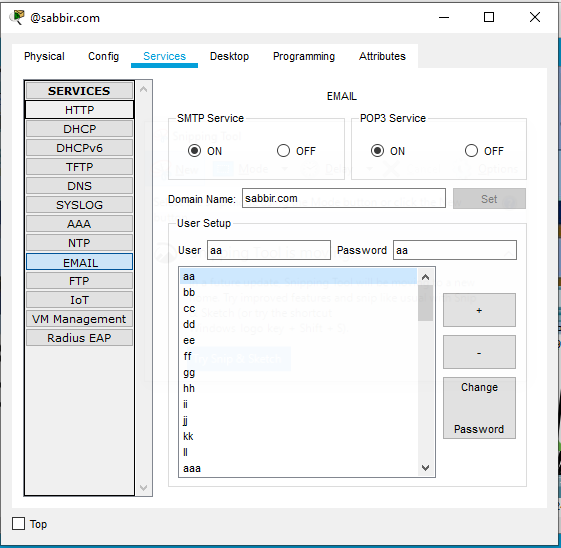 @sabbir.com
Physical Config Services Desktop Programming Attributes
SERVICES
HTTP
DHCP
DHCPv6
TFTP
DNS
SYSLOG
AAA
NTP
EMAIL
FTP
IoT
VM Management
Radius EAP
EMAIL
SMTP Service
ON OFF
POP3 Service
ON OFF
Domain Name: sabbir.com Set
User Setup
User aa Password aa
aa
bb
cc
dd
ee
ff
gg
hh
ii
jj
kk
ll
aaa
+
-
Change
Password
Top